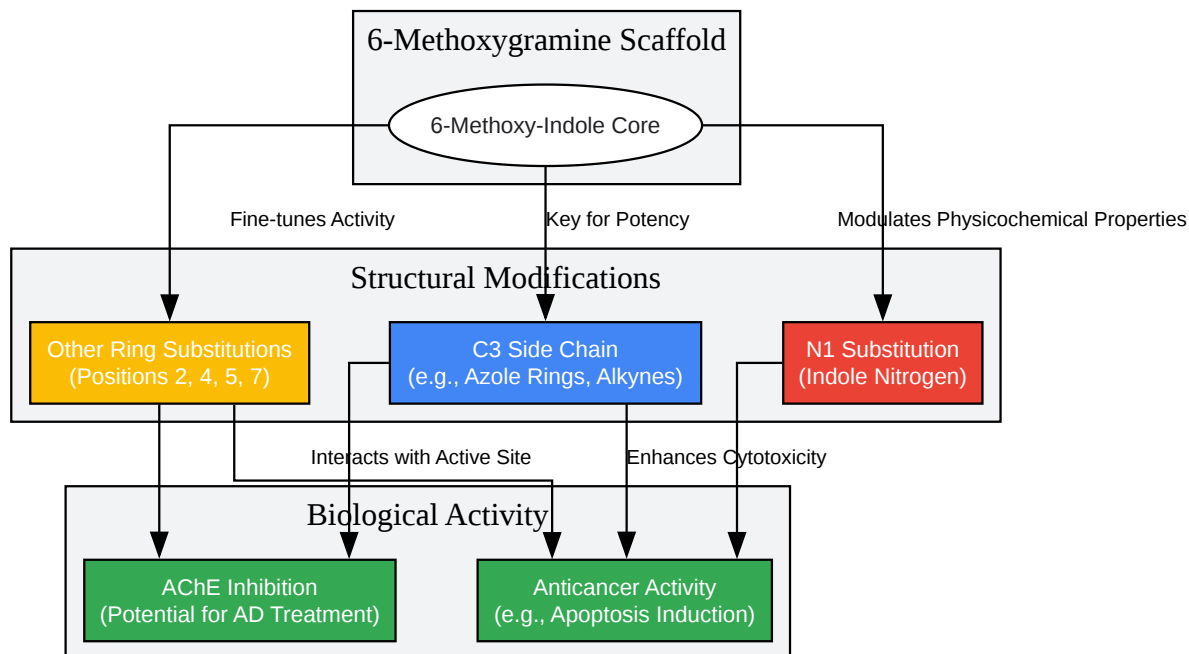 6-Methoxygramine Scaffold
6-Methoxy-Indole Core
Fine-tunes Activity
Key for Potency
Modulates Physicochemical Properties
Structural Modifications
Other Ring Substitutions
(Positions 2, 4, 5, 7)
C3 Side Chain
(e.g., Azole Rings, Alkynes)
N1 Substitution
(Indole Nitrogen)
Interacts with Active Site
Enhances Cytotoxicity
Biological Activity
AChE Inhibition
(Potential for AD Treatment)
Anticancer Activity
(e.g., Apoptosis Induction)